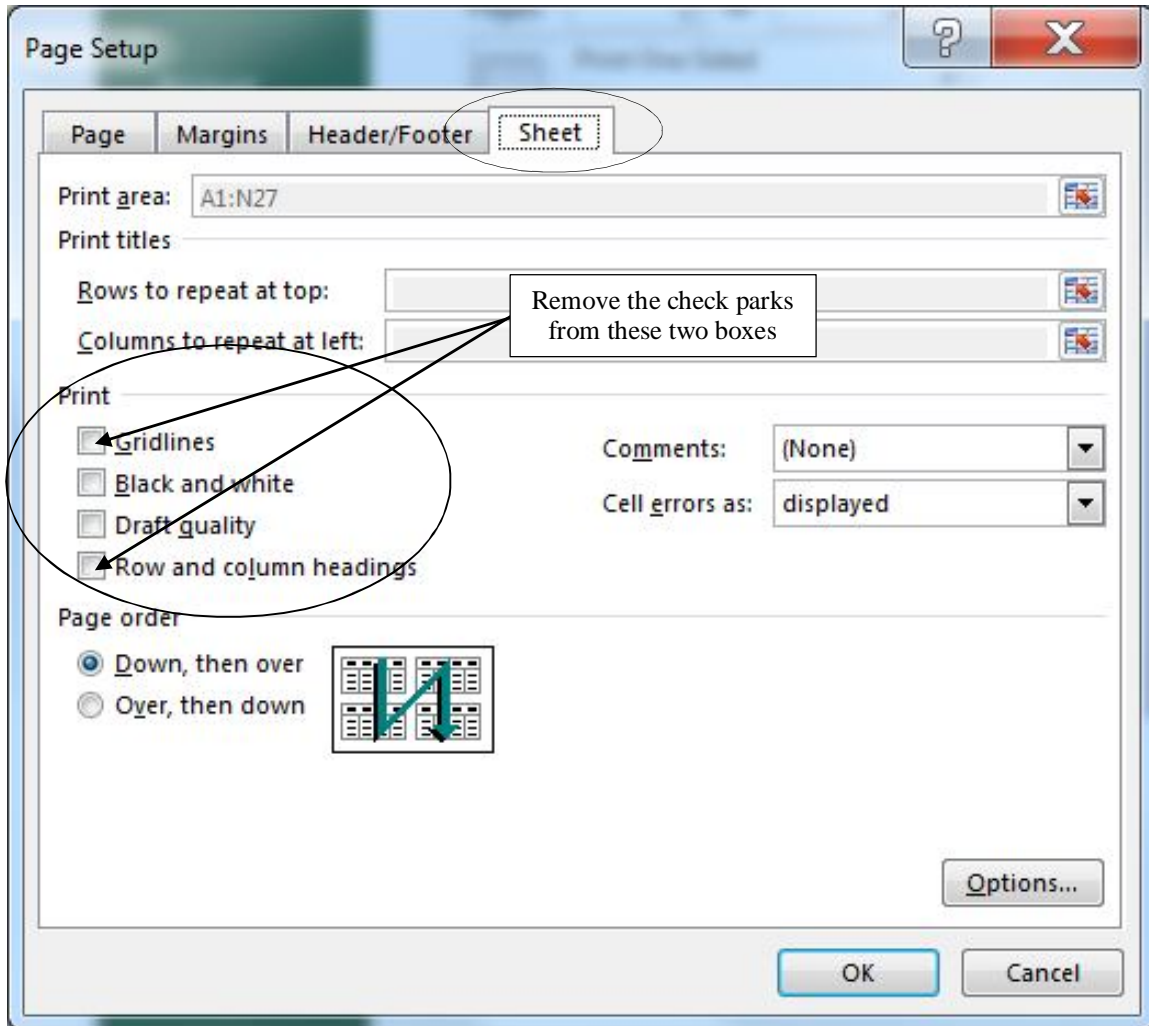 Page Setup
Page Margins Header/Footer Sheet
Print area: A1:N27
Print titles
Rows to repeat at top:
Columns to repeat at left:
Remove the check parks
from these two boxes
Print
Gridlines
Black and white
Draft quality
Row and column headings
Comments: (None)
Cell errors as: displayed
Page order
Down, then over
Over, then down
Options...
OK Cancel